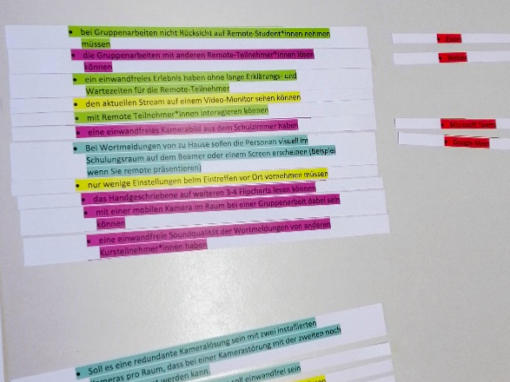 bei Gruppenarbeiten nicht Rücksicht auf Remote-Student*innen nehmen
müssen
die Gruppenarbeiten mit anderen Remote-Teilnehmer*innen lösen
können
ein einwandfreies Erlebnis haben ohne lange Erklärungs- und
Wartezeiten für die Remote-Teilnehmer
den aktuellen Stream auf einem Video-Monitor sehen können
mit Remote Teilnehmer*innen interagieren können
eine einwandfreies Kamerabild aus dem Schulzimmer haben
Bei Wortmeldungen von zu Hause sollen die Personen visuell im
Schulungsraum auf dem Beamer oder einem Screen erscheinen (Beispiel
wenn Sie remote präsentieren)
nur wenige Einstellungen beim Eintreffen vor Ort vornehmen müssen
das Handgeschriebene auf weiteren 3-4 Flipcharts lesen können
mit einer mobilen Kamera im Raum bei einer Gruppenarbeit dabei sein
können
eine einwandfreie Soundqualität der Wortmeldungen von anderen
Kursteilnehmer*innen haben
Soll es eine redundante Kameralösung sein mit zwei installierten
Kameras pro Raum, dass bei einer Kamerastörung mit der zweiten noch
werden kann.
soll einwandfrei sein